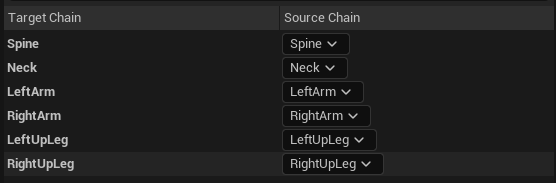 Target Chain Source Chain
Spine Spine
Neck Neck
LeftArm LeftArm
RightArm RightArm
LeftUpLeg LeftUpLeg
RightUpLeg RightUpLeg